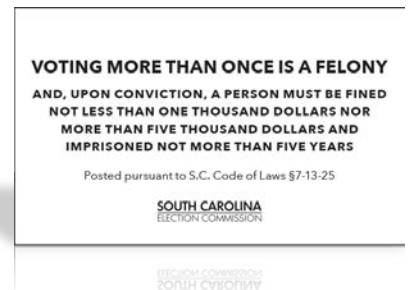 VOTING MORE THAN ONCE IS A FELONY
AND, UPON CONVICTION, A PERSON MUST BE FINED
NOT LESS THAN ONE THOUSAND DOLLARS NOR
MORE THAN FIVE THOUSAND DOLLARS AND
IMPRISONED NOT MORE THAN FIVE YEARS
Posted pursuant to S.C. Code of Laws §7-13-25
SOUTH CAROLINA
ELECTION COMMISSION